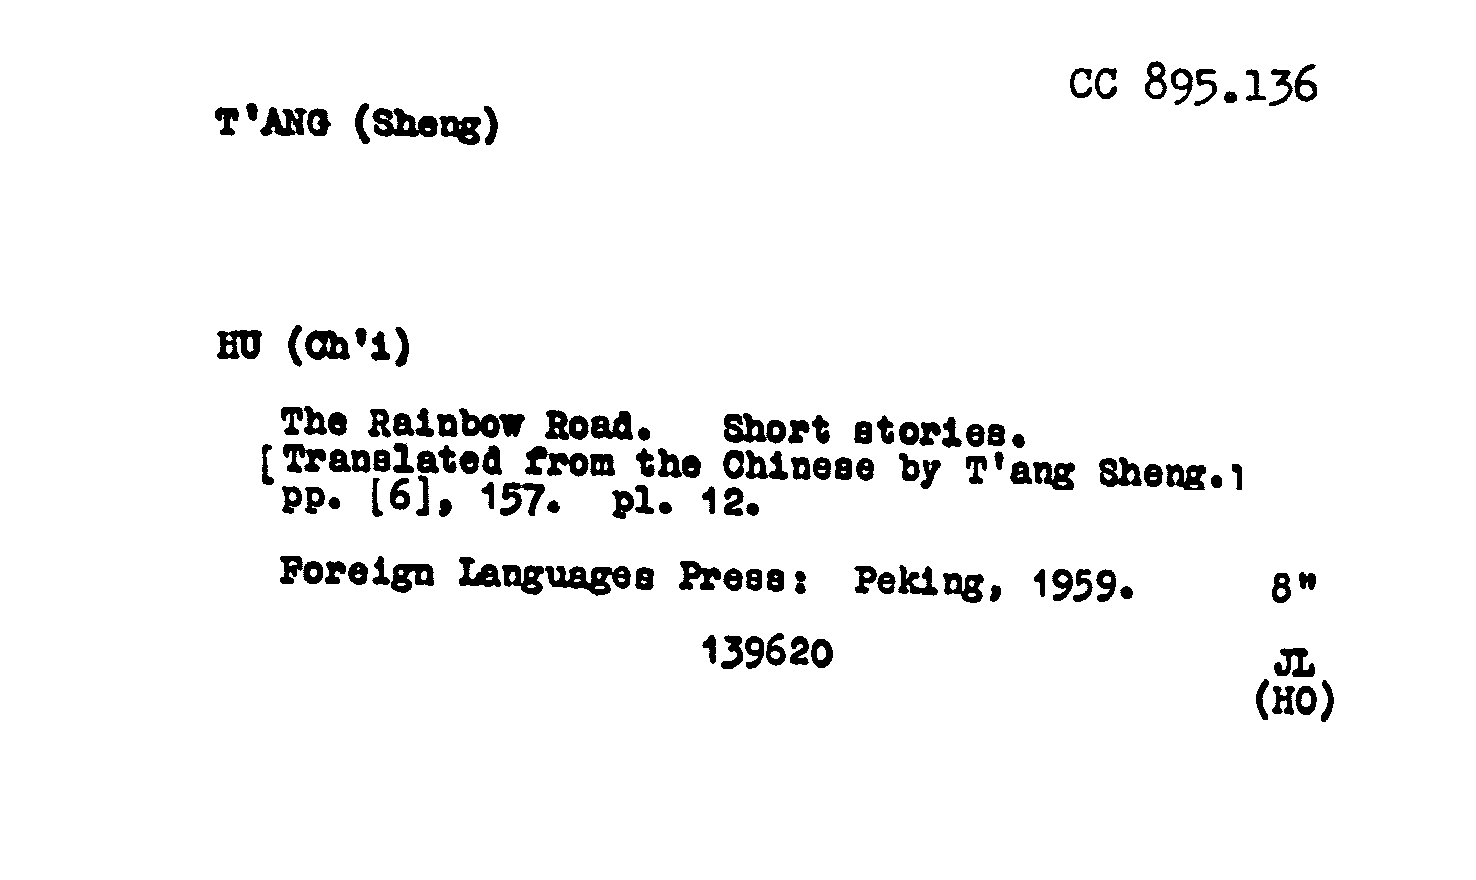 CC 895.136
T'ANG (Sheng)
HU (Ch'i)
The Rainbow Road. Short stories.
[Translated from the Chinese by T'ang Sheng.]
pp. [6], 157. pl. 12.
Foreign Languages Press: Peking, 1959. 8"
139620
JL
(HO)